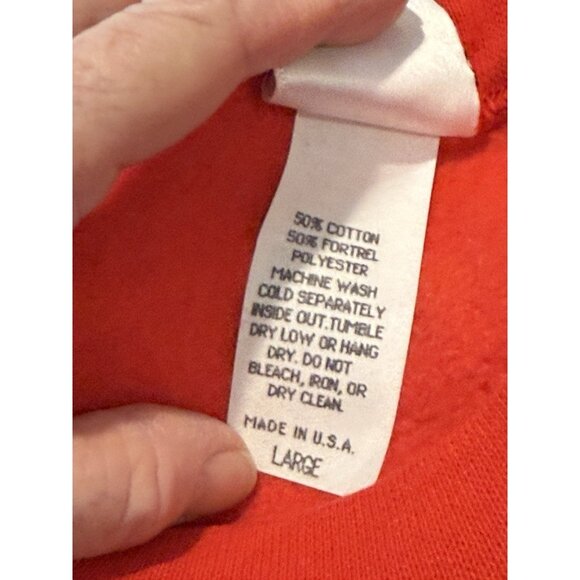 50% COTTON
50% FORTREL
POLYESTER
MACHINE WASH
COLD SEPARATELY
INSIDE OUT.TUMBLE
DRY LOW OR HANG
DRY. DO NOT
BLEACH, IRON, OR
DRY CLEAN.
MADE IN U.S.A.
LARGE